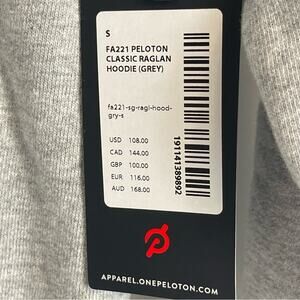 S
FA221 PELOTON
CLASSIC RAGLAN
HOODIE (GREY)
fa221-sg-ragl-hood-
gry-s
USD 108.00
CAD 144.00
GBP 100.00
EUR 116.00
AUD 168.00
191141389892
APPAREL.ONEPELOTON.COM